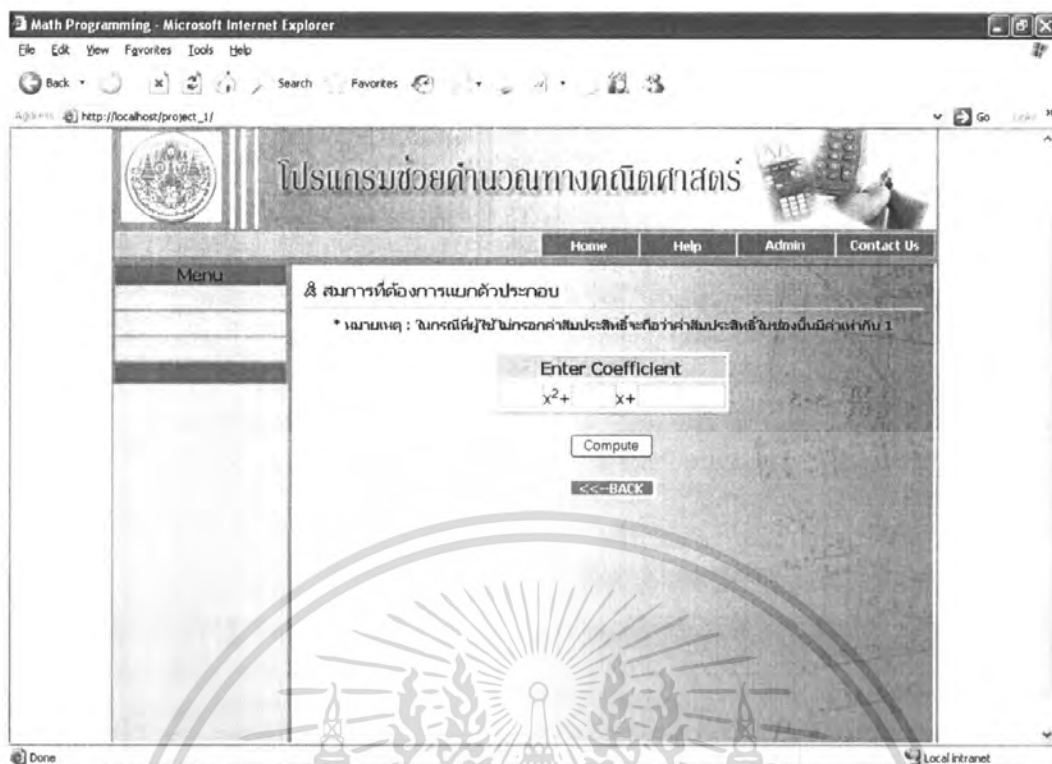 Math Programming - Microsoft Internet Explorer
File Edit View Favorites Tools Help
Back Search Favorites
Address http://localhost/project_1/ Go Links
โปรแกรมช่วยคำนวณทางคณิตศาสตร์
Home Help Admin Contact Us
Menu
สมการที่ต้องการแยกตัวประกอบ
* หมายเหตุ : ในกรณีที่ผู้ใช้ไม่กรอกค่าสัมประสิทธิ์จะถือว่าค่าสัมประสิทธิ์ในช่องนั้นมีค่าเท่ากับ 1
Enter Coefficient
x²+ x+
Compute
<<--BACK
Done Local intranet